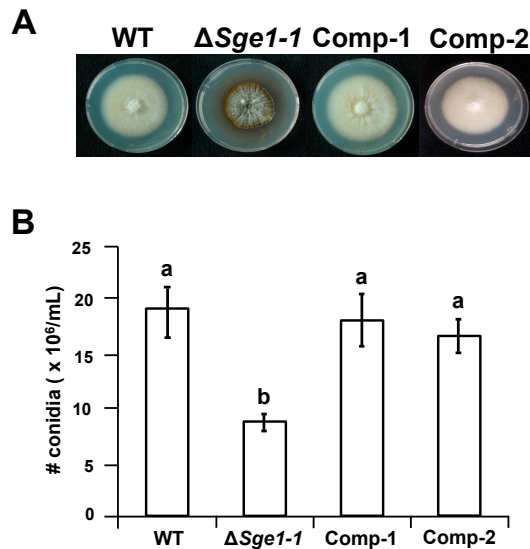 A
WT ΔSge1-1 Comp-1 Comp-2
B
# conidia ( x 10⁶/mL)
25
20
15
10
5
0
a
b
a
a
WT ΔSge1-1 Comp-1 Comp-2